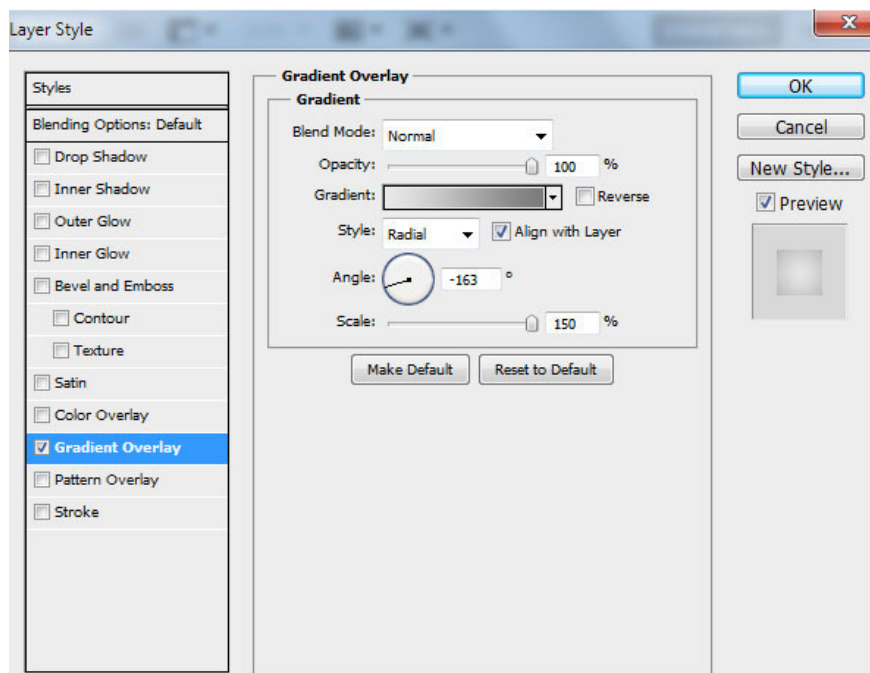 Layer Style
Styles
Blending Options: Default
Drop Shadow
Inner Shadow
Outer Glow
Inner Glow
Bevel and Emboss
Contour
Texture
Satin
Color Overlay
Gradient Overlay
Pattern Overlay
Stroke
Gradient Overlay
Gradient
Blend Mode: Normal
Opacity: 100 %
Gradient: Reverse
Style: Radial Align with Layer
Angle: -163 °
Scale: 150 %
Make Default Reset to Default
OK
Cancel
New Style...
Preview